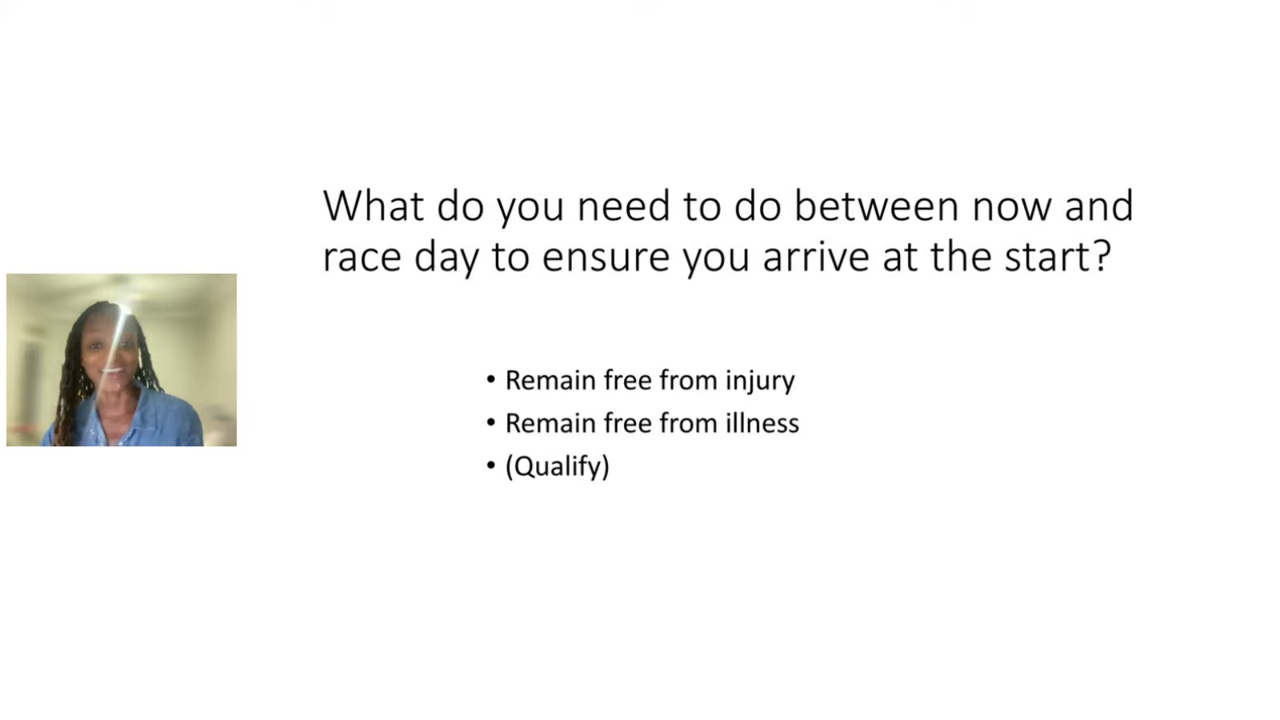 What do you need to do between now and
race day to ensure you arrive at the start?
• Remain free from injury
• Remain free from illness
• (Qualify)